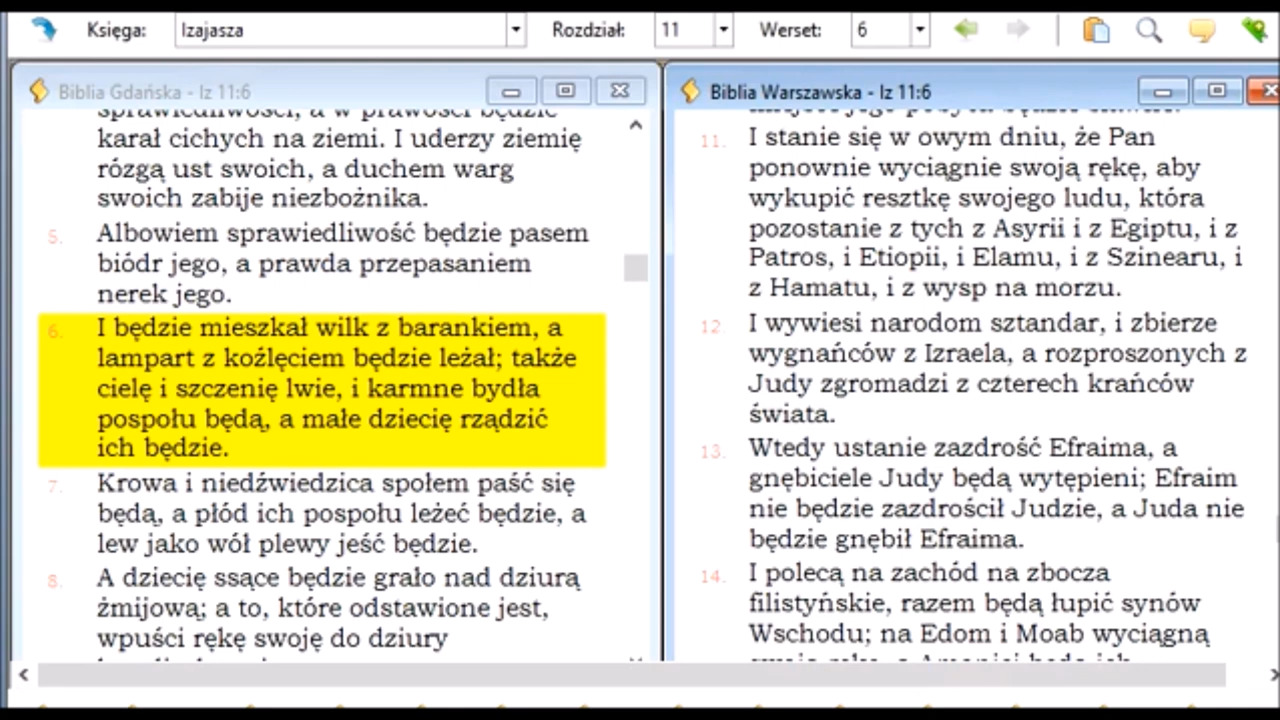 Księga: Izajasza Rozdział: 11 Werset: 6
Biblia Gdańska - Iz 11:6
sprawiedliwości, a w prawości będzie
karał cichych na ziemi. I uderzy ziemię
rózgą ust swoich, a duchem warg
swoich zabije niezbożnika.
5. Albowiem sprawiedliwość będzie pasem
biódr jego, a prawda przepasaniem
nerek jego.
6. I będzie mieszkał wilk z barankiem, a
lampart z koźlęciem będzie leżał; także
cielę i szczenię lwie, i karmne bydła
pospołu będą, a małe dziecię rządzić
ich będzie.
7. Krowa i niedźwiedzica społem paść się
będą, a płód ich pospołu leżeć będzie, a
lew jako wół plewy jeść będzie.
8. A dziecię ssące będzie grało nad dziurą
żmijową; a to, które odstawione jest,
wpuści rękę swoję do dziury
Biblia Warszawska - Iz 11:6
11. I stanie się w owym dniu, że Pan
ponownie wyciągnie swoją rękę, aby
wykupić resztkę swojego ludu, która
pozostanie z tych z Asyrii i z Egiptu, i z
Patros, i Etiopii, i Elamu, i z Szinearu, i
z Hamatu, i z wysp na morzu.
12. I wywiesi narodom sztandar, i zbierze
wygnańców z Izraela, a rozproszonych z
Judy zgromadzi z czterech krańców
świata.
13. Wtedy ustanie zazdrość Efraima, a
gnębiciele Judy będą wytępieni; Efraim
nie będzie zazdrościł Judzie, a Juda nie
będzie gnębił Efraima.
14. I polecą na zachód na zbocza
filistyńskie, razem będą łupić synów
Wschodu; na Edom i Moab wyciągną